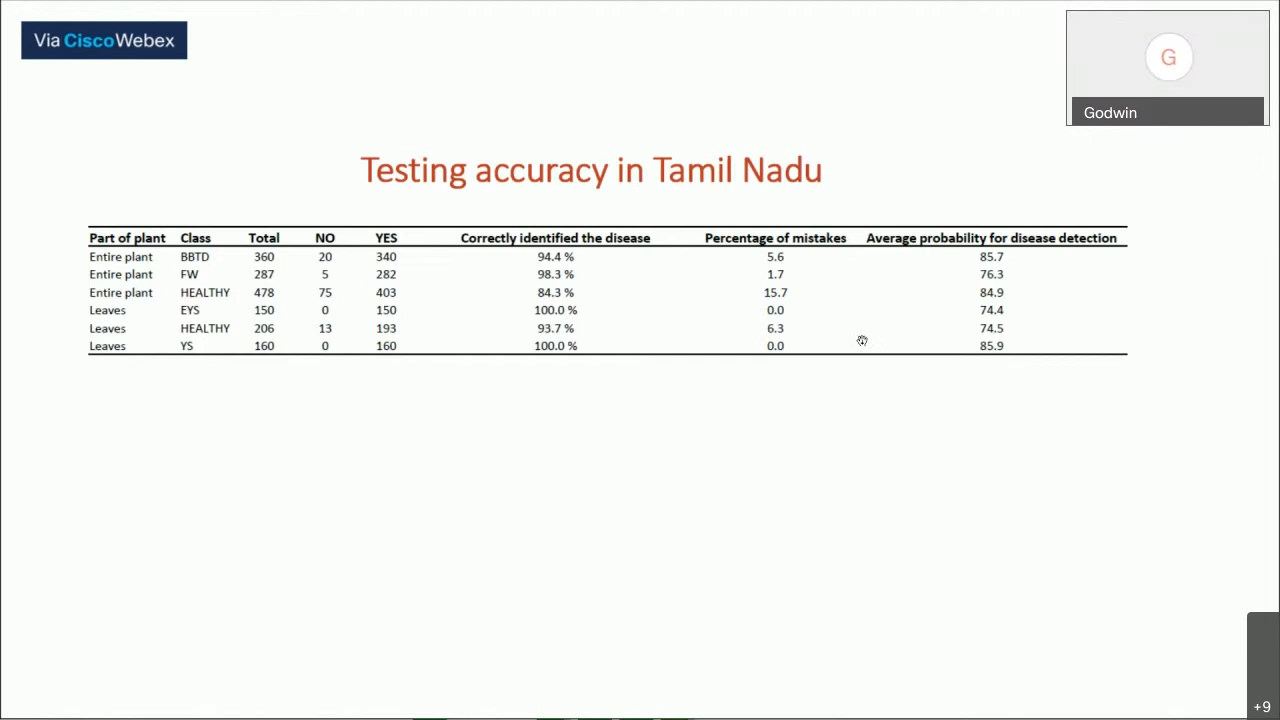 Via CiscoWebex
G
Godwin
Testing accuracy in Tamil Nadu
Part of plant Class Total NO YES Correctly identified the disease Percentage of mistakes Average probability for disease detection
Entire plant BBTD 360 20 340 94.4 % 5.6 85.7
Entire plant FW 287 5 282 98.3 % 1.7 76.3
Entire plant HEALTHY 478 75 403 84.3 % 15.7 84.9
Leaves EYS 150 0 150 100.0 % 0.0 74.4
Leaves HEALTHY 206 13 193 93.7 % 6.3 74.5
Leaves YS 160 0 160 100.0 % 0.0 85.9
+9